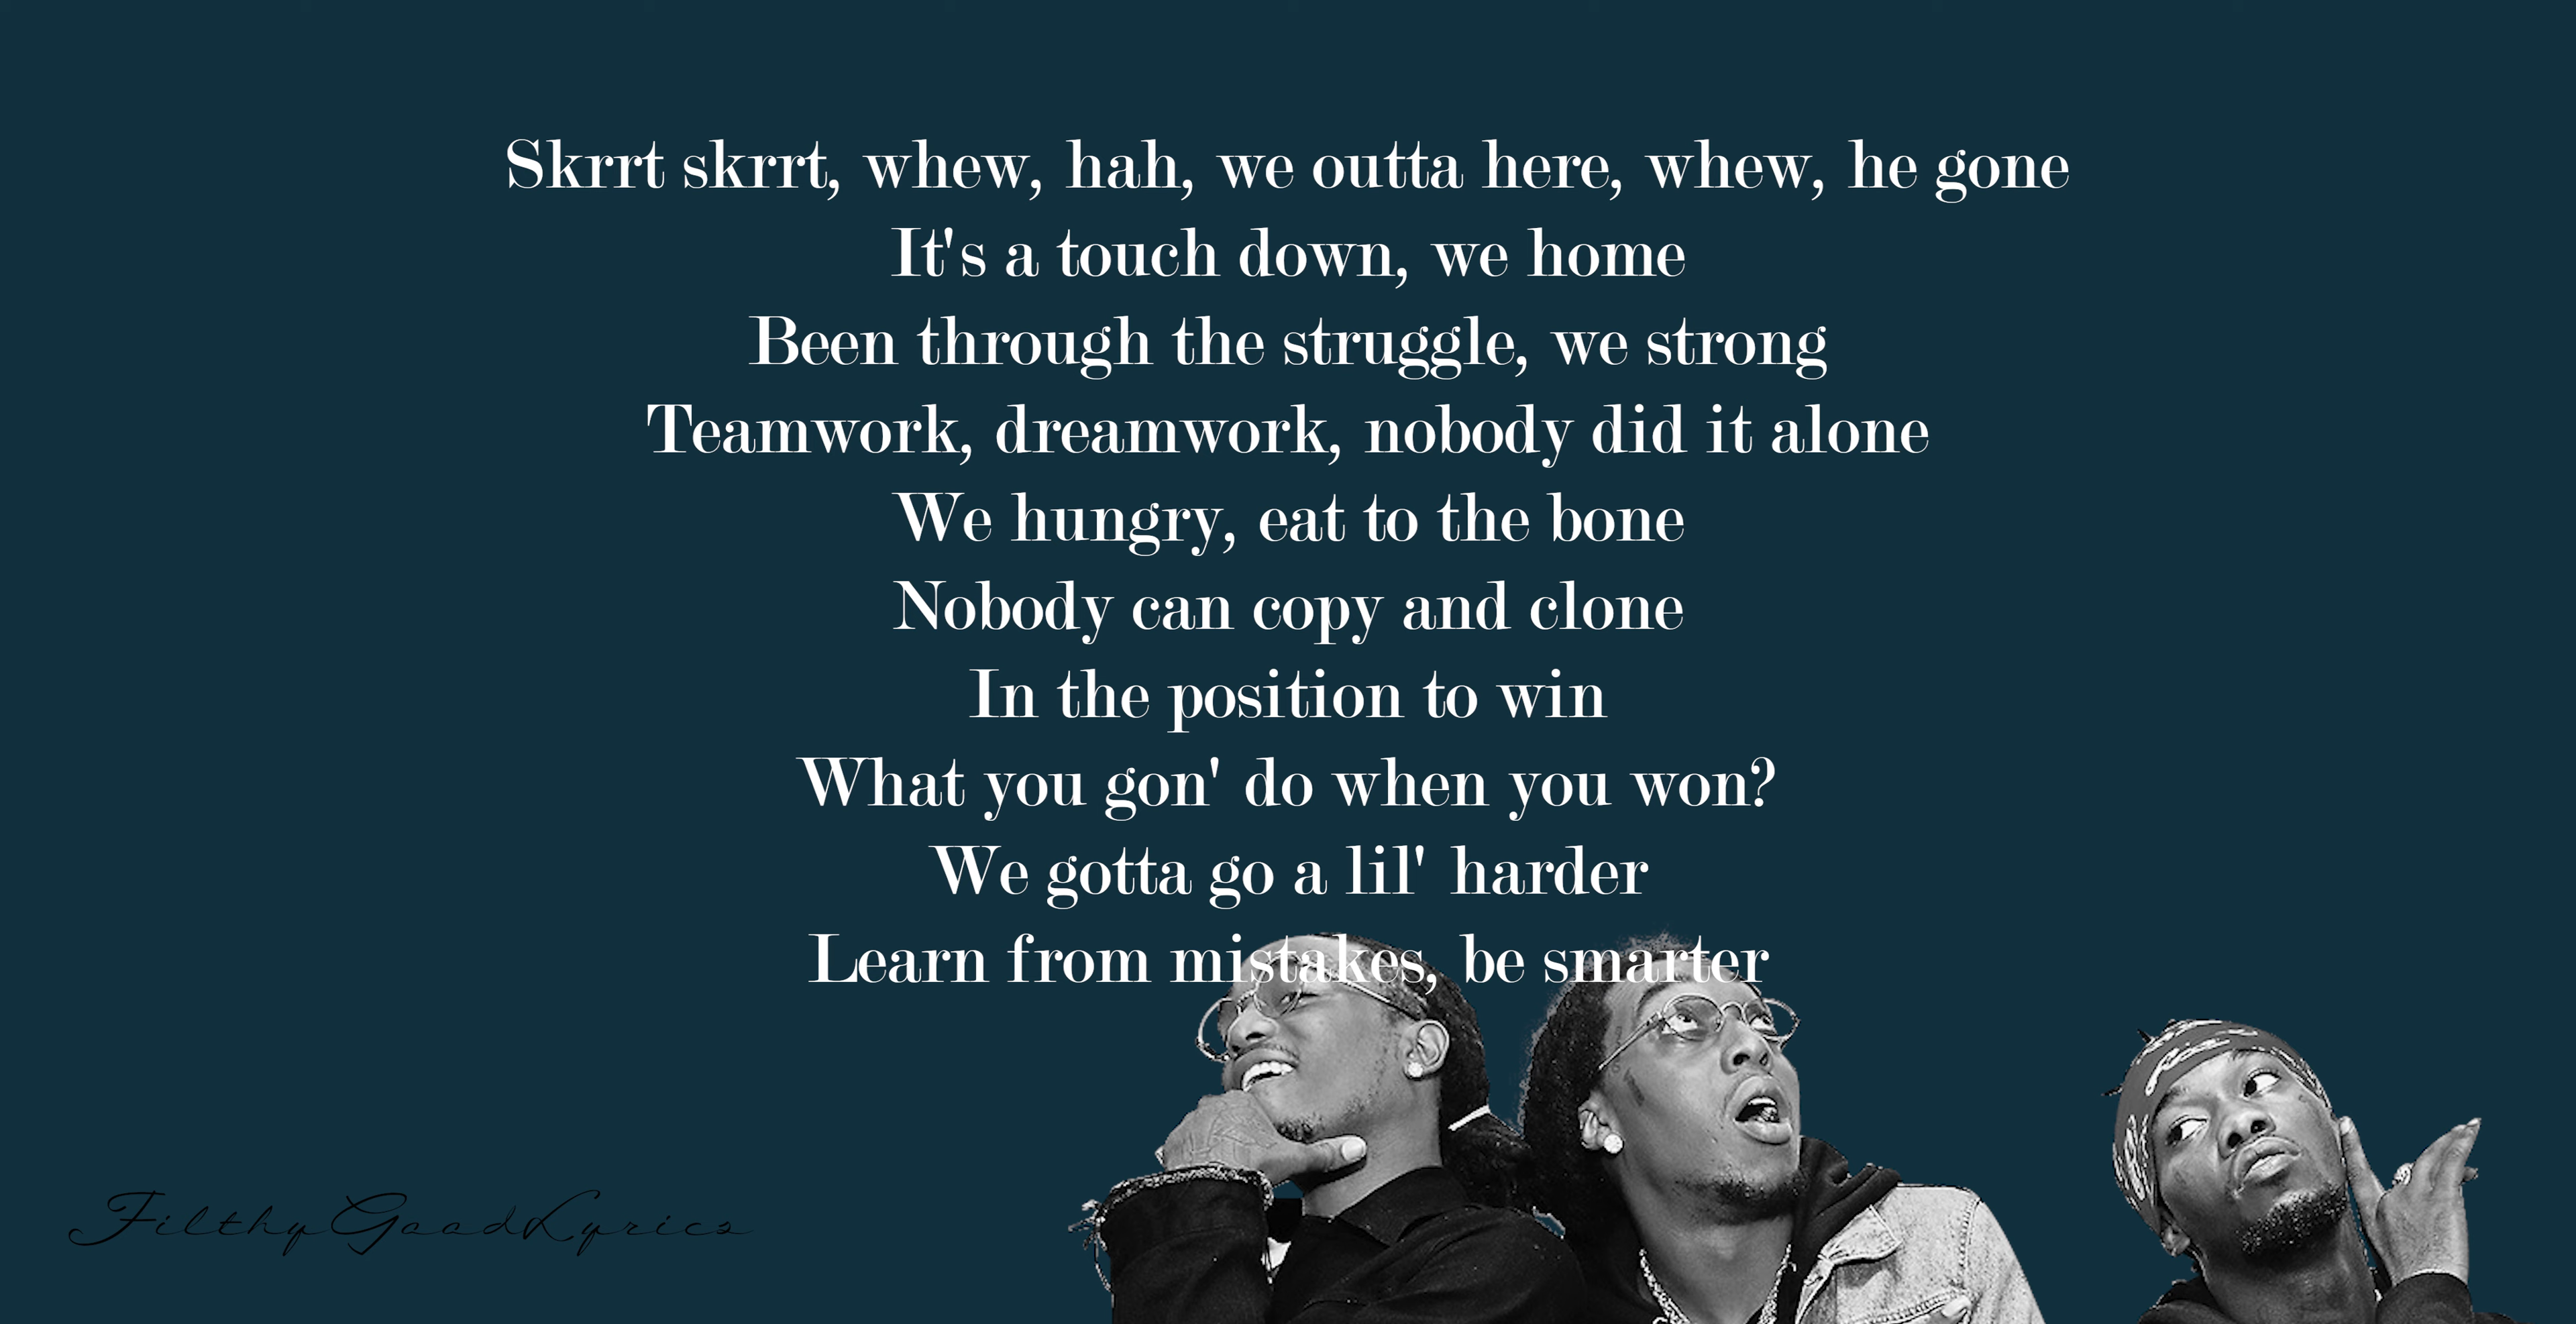 Skrrt skrrt, whew, hah, we outta here, whew, he gone
It's a touch down, we home
Been through the struggle, we strong
Teamwork, dreamwork, nobody did it alone
We hungry, eat to the bone
Nobody can copy and clone
In the position to win
What you gon' do when you won?
We gotta go a lil' harder
Learn from mistakes, be smarter
FilthyGoodLyrics